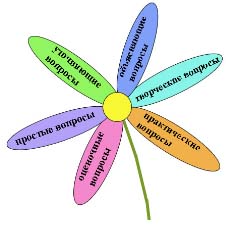 уточняющие
вопросы
объясняющие
вопросы
творческие вопросы
практические
вопросы
оценочные
вопросы
простые вопросы